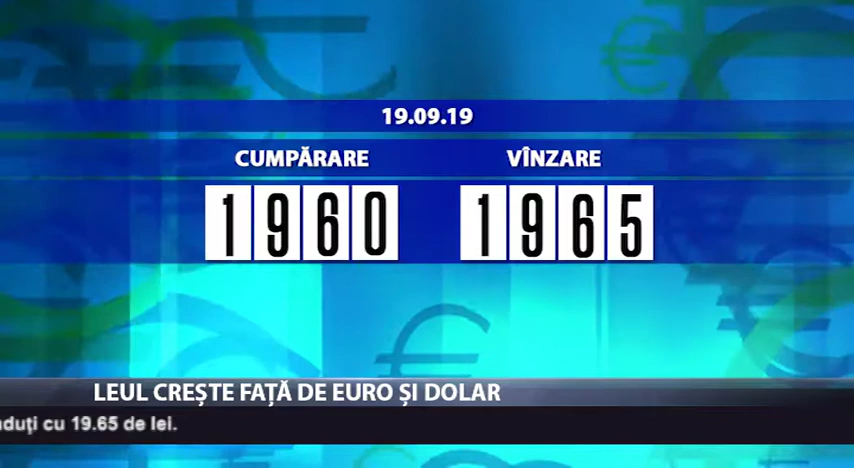 19.09.19
CUMPĂRARE VÎNZARE
1960 1965
LEUL CREȘTE FAȚĂ DE EURO ȘI DOLAR
cu 19.65 de lei.